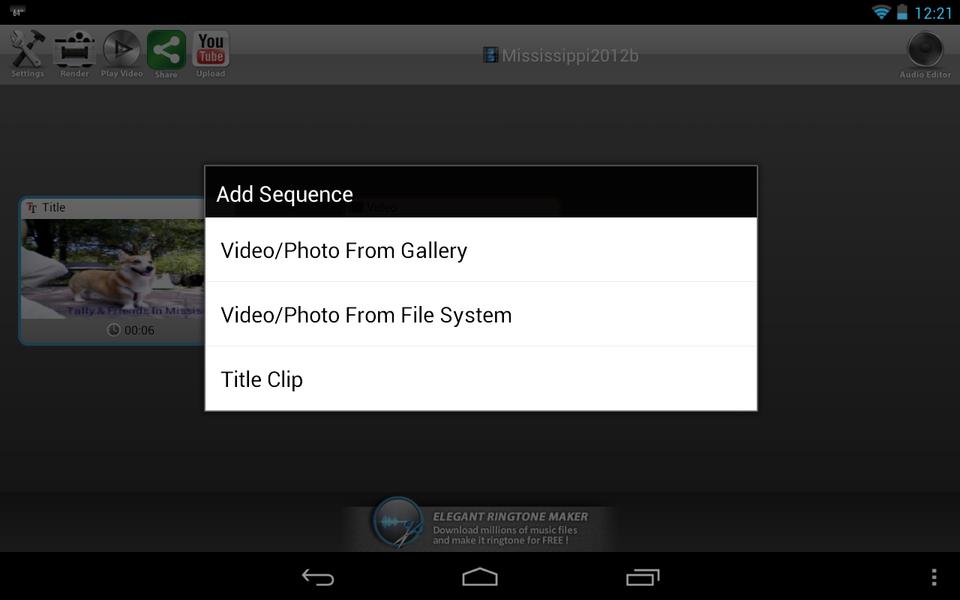 64°
12:21
Settings
Render
Play Video
Share
You
Tube
Upload
Mississippi2012b
Audio Editor
Add Sequence
Tr Title
Video
Video/Photo From Gallery
Tally & Friends In Missis
00:06
Video/Photo From File System
Title Clip
ELEGANT RINGTONE MAKER
Download millions of music files
and make it ringtone for FREE !